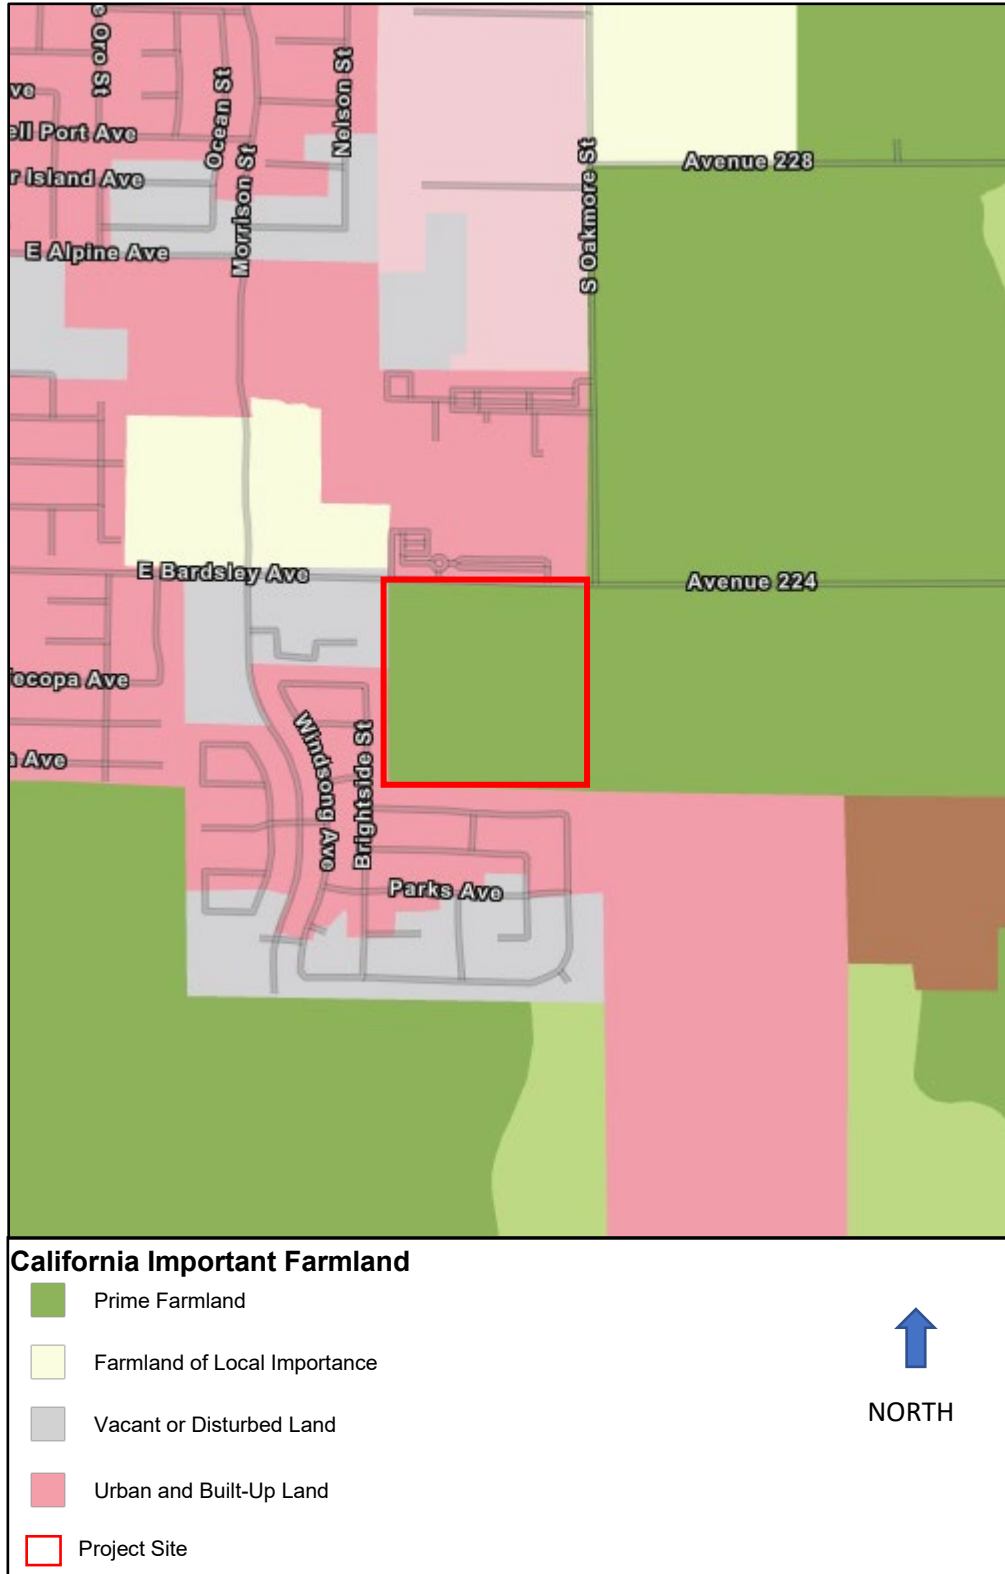 e Oro St
Ocean St
Nelson St
ve
ell Port Ave
r Island Ave
Morrison St
S Oakmore St
Avenue 228
E Alpine Ave
E Bardsley Ave
Avenue 224
ecopa Ave
Windsong Ave
Brightside St
a Ave
Parks Ave
California Important Farmland
Prime Farmland
Farmland of Local Importance
Vacant or Disturbed Land
Urban and Built-Up Land
Project Site
NORTH